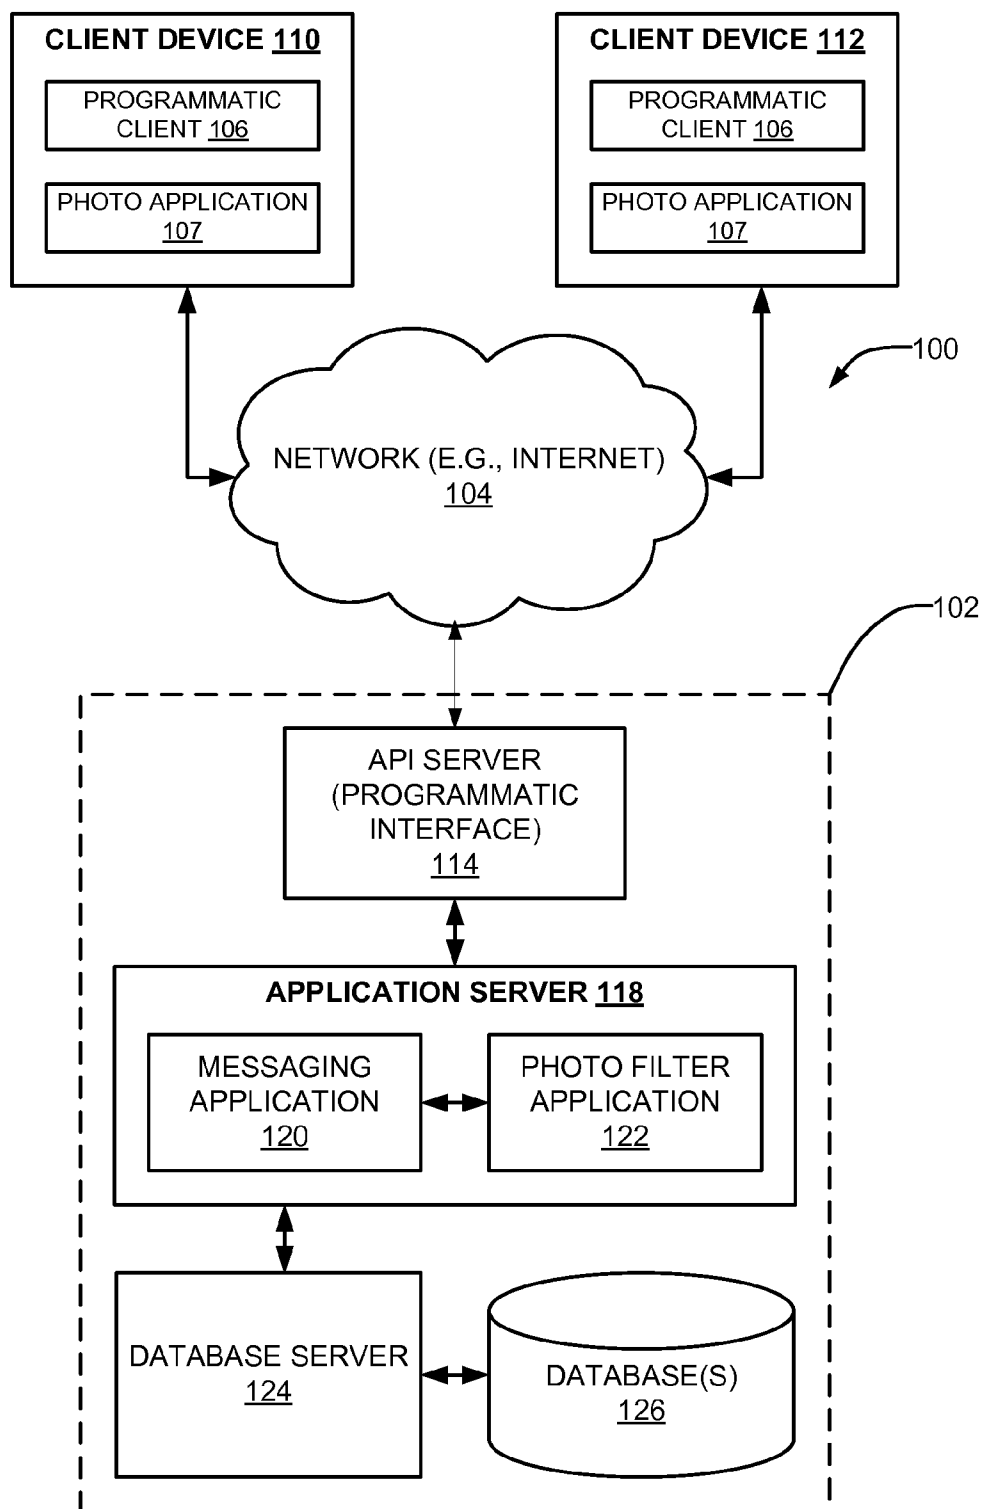 CLIENT DEVICE 110
PROGRAMMATIC
CLIENT 106
PHOTO APPLICATION
107
CLIENT DEVICE 112
PROGRAMMATIC
CLIENT 106
PHOTO APPLICATION
107
100
NETWORK (E.G., INTERNET)
104
102
API SERVER
(PROGRAMMATIC
INTERFACE)
114
APPLICATION SERVER 118
MESSAGING
APPLICATION
120
PHOTO FILTER
APPLICATION
122
DATABASE SERVER
124
DATABASE(S)
126